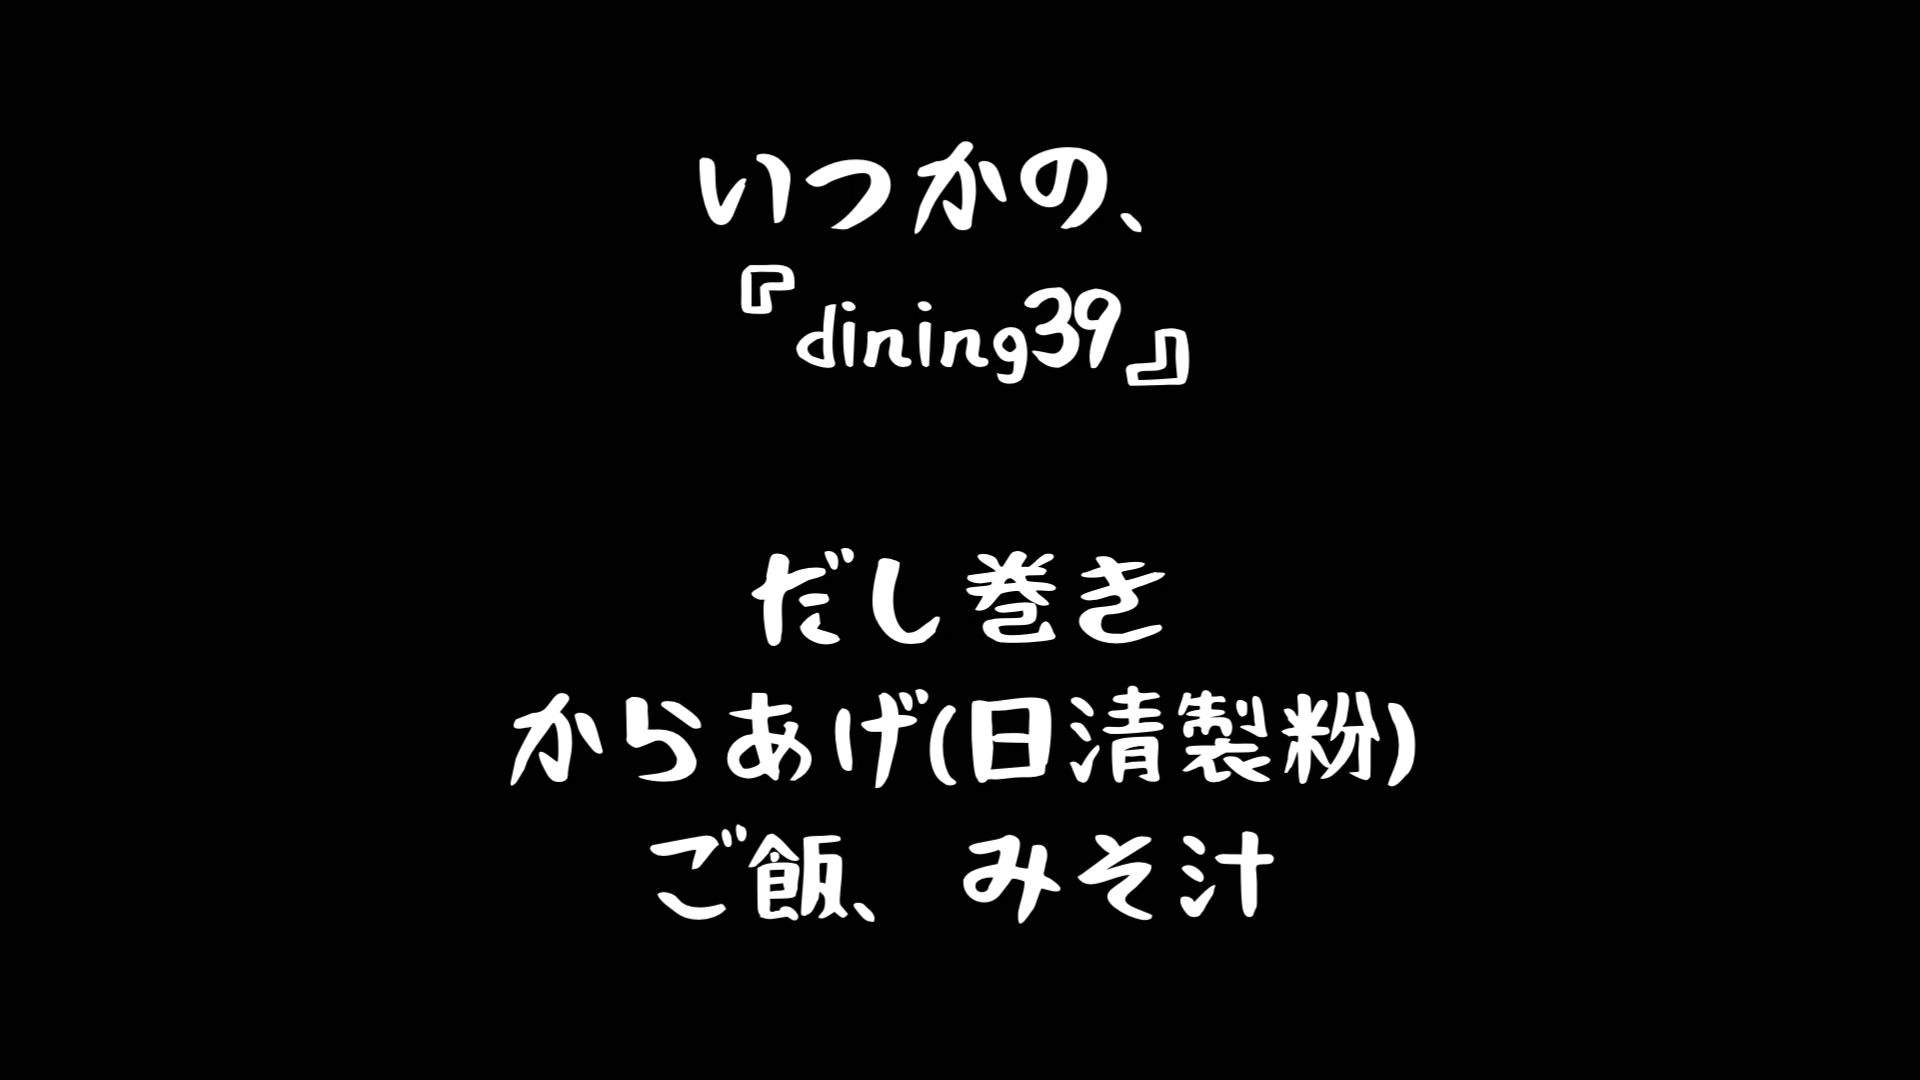 いつかの、
『dining39』
だし巻き
からあげ(日清製粉)
ご飯、みそ汁